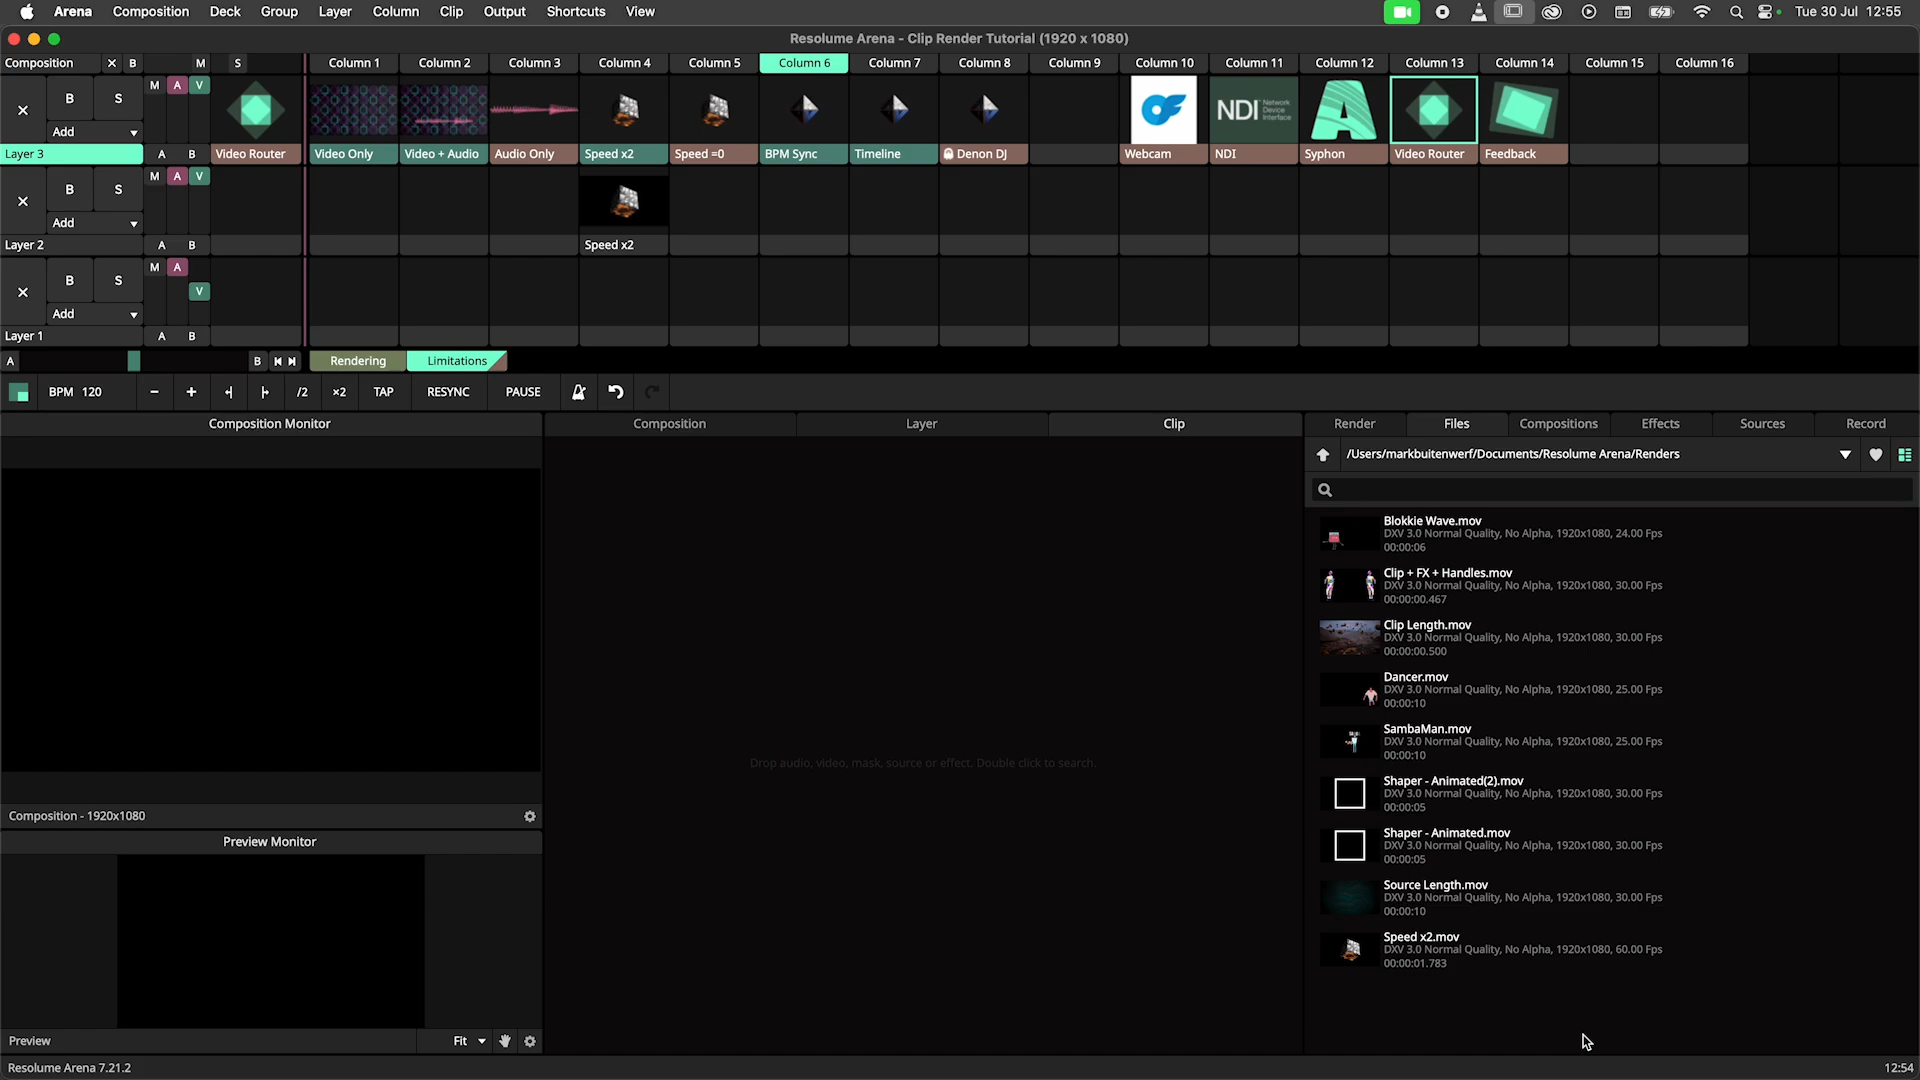 Arena Composition Deck Group Layer Column Clip Output Shortcuts View Tue 30 Jul 12:55
Resolume Arena - Clip Render Tutorial (1920 x 1080)
Composition X B M S Column 1 Column 2 Column 3 Column 4 Column 5 Column 6 Column 7 Column 8 Column 9 Column 10 Column 11 Column 12 Column 13 Column 14 Column 15 Column 16
M A V
B S
NDI Network Device Interface
Add
Layer 3 A B Video Router Video Only Video + Audio Audio Only Speed x2 Speed =0 BPM Sync Timeline Denon DJ Webcam NDI Syphon Video Router Feedback
M A V
B S
Add
Layer 2 A B Speed x2
M A
B S
V
Add
Layer 1 A B
A B Rendering Limitations
BPM 120 - + /2 x2 TAP RESYNC PAUSE
Composition Monitor Composition Layer Clip Render Files Compositions Effects Sources Record
/Users/markbuitenwerf/Documents/Resolume Arena/Renders
Blokkie Wave.mov
DXV 3.0 Normal Quality, No Alpha, 1920x1080, 24.00 Fps
00:00:06
Clip + FX + Handles.mov
DXV 3.0 Normal Quality, No Alpha, 1920x1080, 30.00 Fps
00:00:00.467
Clip Length.mov
DXV 3.0 Normal Quality, No Alpha, 1920x1080, 30.00 Fps
00:00:00.500
Dancer.mov
DXV 3.0 Normal Quality, No Alpha, 1920x1080, 25.00 Fps
00:00:10
SambaMan.mov
DXV 3.0 Normal Quality, No Alpha, 1920x1080, 25.00 Fps
00:00:10
Drop audio, video, mask, source or effect. Double click to search.
Shaper - Animated(2).mov
DXV 3.0 Normal Quality, No Alpha, 1920x1080, 30.00 Fps
00:00:05
Composition - 1920x1080
Preview Monitor
Shaper - Animated.mov
DXV 3.0 Normal Quality, No Alpha, 1920x1080, 30.00 Fps
00:00:05
Source Length.mov
DXV 3.0 Normal Quality, No Alpha, 1920x1080, 30.00 Fps
00:00:10
Speed x2.mov
DXV 3.0 Normal Quality, No Alpha, 1920x1080, 60.00 Fps
00:00:01.783
Preview Fit
Resolume Arena 7.21.2 12:54